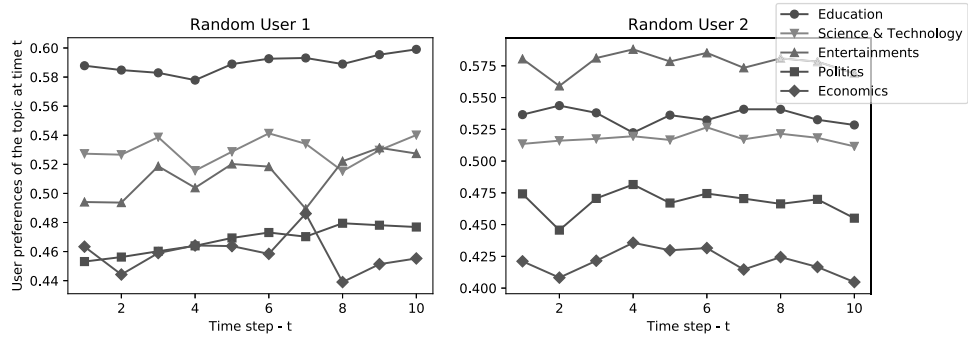 Random User 1
User preferences of the topic at time t
0.60
0.58
0.56
0.54
0.52
0.50
0.48
0.46
0.44
2
4
6
8
10
Time step - t
Random User 2
0.575
0.550
0.525
0.500
0.475
0.450
0.425
0.400
2
4
6
8
10
Time step - t
Education
Science & Technology
Entertainments
Politics
Economics